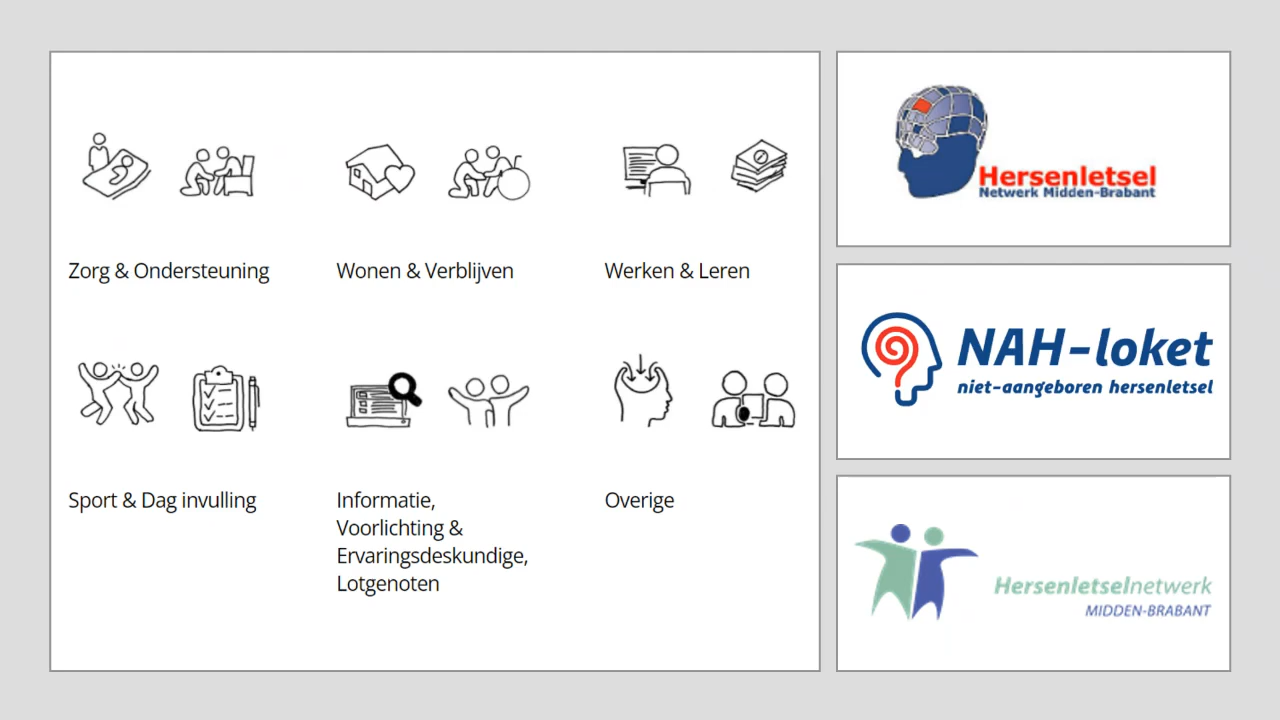 Zorg & Ondersteuning
Wonen & Verblijven
Werken & Leren
Sport & Dag invulling
Informatie,
Voorlichting &
Ervaringsdeskundige,
Lotgenoten
Overige
Hersenletsel
Netwerk Midden-Brabant
NAH-loket
niet-aangeboren hersenletsel
Hersenletselnetwerk
MIDDEN-BRABANT